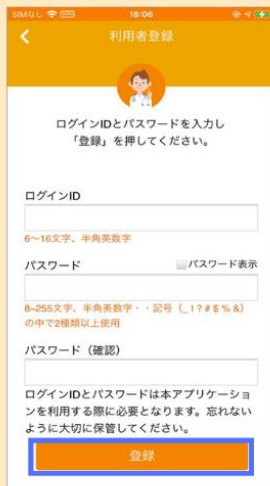 SIMなし 18:06
利用者登録
ログインIDとパスワードを入力し
「登録」を押してください。
ログインID
6～16文字、半角英数字
パスワード パスワード表示
8~255文字、半角英数字・・記号（_!?#$%&）
の中で2種類以上使用
パスワード（確認）
ログインIDとパスワードは本アプリケーショ
ンを利用する際に必要となります。忘れない
ように大切に保管してください。
登録